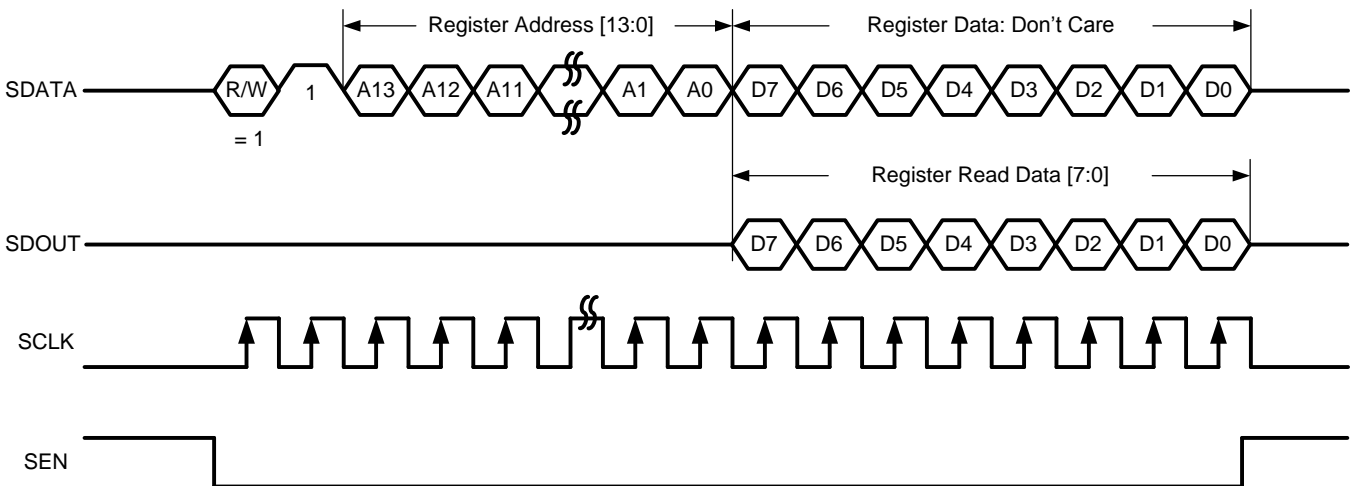 Register Address [13:0] Register Data: Don't Care
SDATA R/W 1 A13 A12 A11 A1 A0 D7 D6 D5 D4 D3 D2 D1 D0
= 1
Register Read Data [7:0]
SDOUT D7 D6 D5 D4 D3 D2 D1 D0
SCLK
SEN